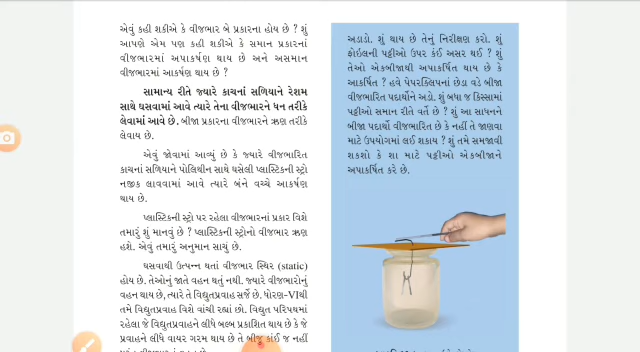 એવું કહી શકીએ કે વીજભાર બે પ્રકારના હોય છે ? શું
આપણે એમ પણ કહી શકીએ કે સમાન પ્રકારનાં
વીજભારમાં અપાકર્ષણ થાય છે અને અસમાન
વીજભારમાં આકર્ષણ થાય છે ?
સામાન્ય રીતે જ્યારે કાચનાં સળિયાને રેશમ
સાથે ઘસવામાં આવે ત્યારે તેના વીજભારને ધન તરીકે
લેવામાં આવે છે. બીજા પ્રકારના વીજભારને ઋણ તરીકે
લેવાય છે.
એવું જોવામાં આવ્યું છે કે જ્યારે વીજભારિત
કાચનાં સળિયાને પોલિથીન સાથે ઘસેલી પ્લાસ્ટિકની સ્ટ્રો
નજીક લાવવામાં આવે ત્યારે બંને વચ્ચે આકર્ષણ
થાય છે.
પ્લાસ્ટિકની સ્ટ્રો પર રહેલા વીજભારનાં પ્રકાર વિશે
તમારું શું માનવું છે ? પ્લાસ્ટિકની સ્ટ્રોનો વીજભાર ઋણ
હશે. એવું તમારું અનુમાન સાચું છે.
ઘસવાથી ઉત્પન્ન થતાં વીજભાર સ્થિર (static)
હોય છે. તેઓનું જાતે વહન થતું નથી. જ્યારે વીજભારોનું
વહન થાય છે, ત્યારે તે વિદ્યુતપ્રવાહ સર્જે છે. ધોરણ–VIથી
તમે વિદ્યુતપ્રવાહ વિશે વાંચી રહ્યાં છો. વિદ્યુત પરિપથમાં
રહેલા જે વિદ્યુતપ્રવાહને લીધે બલ્બ પ્રકાશિત થાય છે કે જે
પ્રવાહને લીધે વાયર ગરમ થાય છે તે બીજું કાંઈ જ નહીં
અડાડો. શું થાય છે તેનું નિરીક્ષણ કરો. શું
ફોઇલની પટ્ટીઓ ઉપર કંઈ અસર થઈ ? શું
તેઓ એકબીજાથી અપાકર્ષિત થાય છે કે
આકર્ષિત ? હવે પેપરક્લિપનાં છેડા વડે બીજા
વીજભારિત પદાર્થોને અડો. શું બધા જ કિસ્સામાં
પટ્ટીઓ સમાન રીતે વર્તે છે ? શું આ સાધનને
બીજા પદાર્થો વીજભારિત છે કે નહીં તે જાણવા
માટે ઉપયોગમાં લઈ શકાય ? શું તમે સમજાવી
શકશો કે શા માટે પટ્ટીઓ એકબીજાને
અપાકર્ષિત કરે છે.